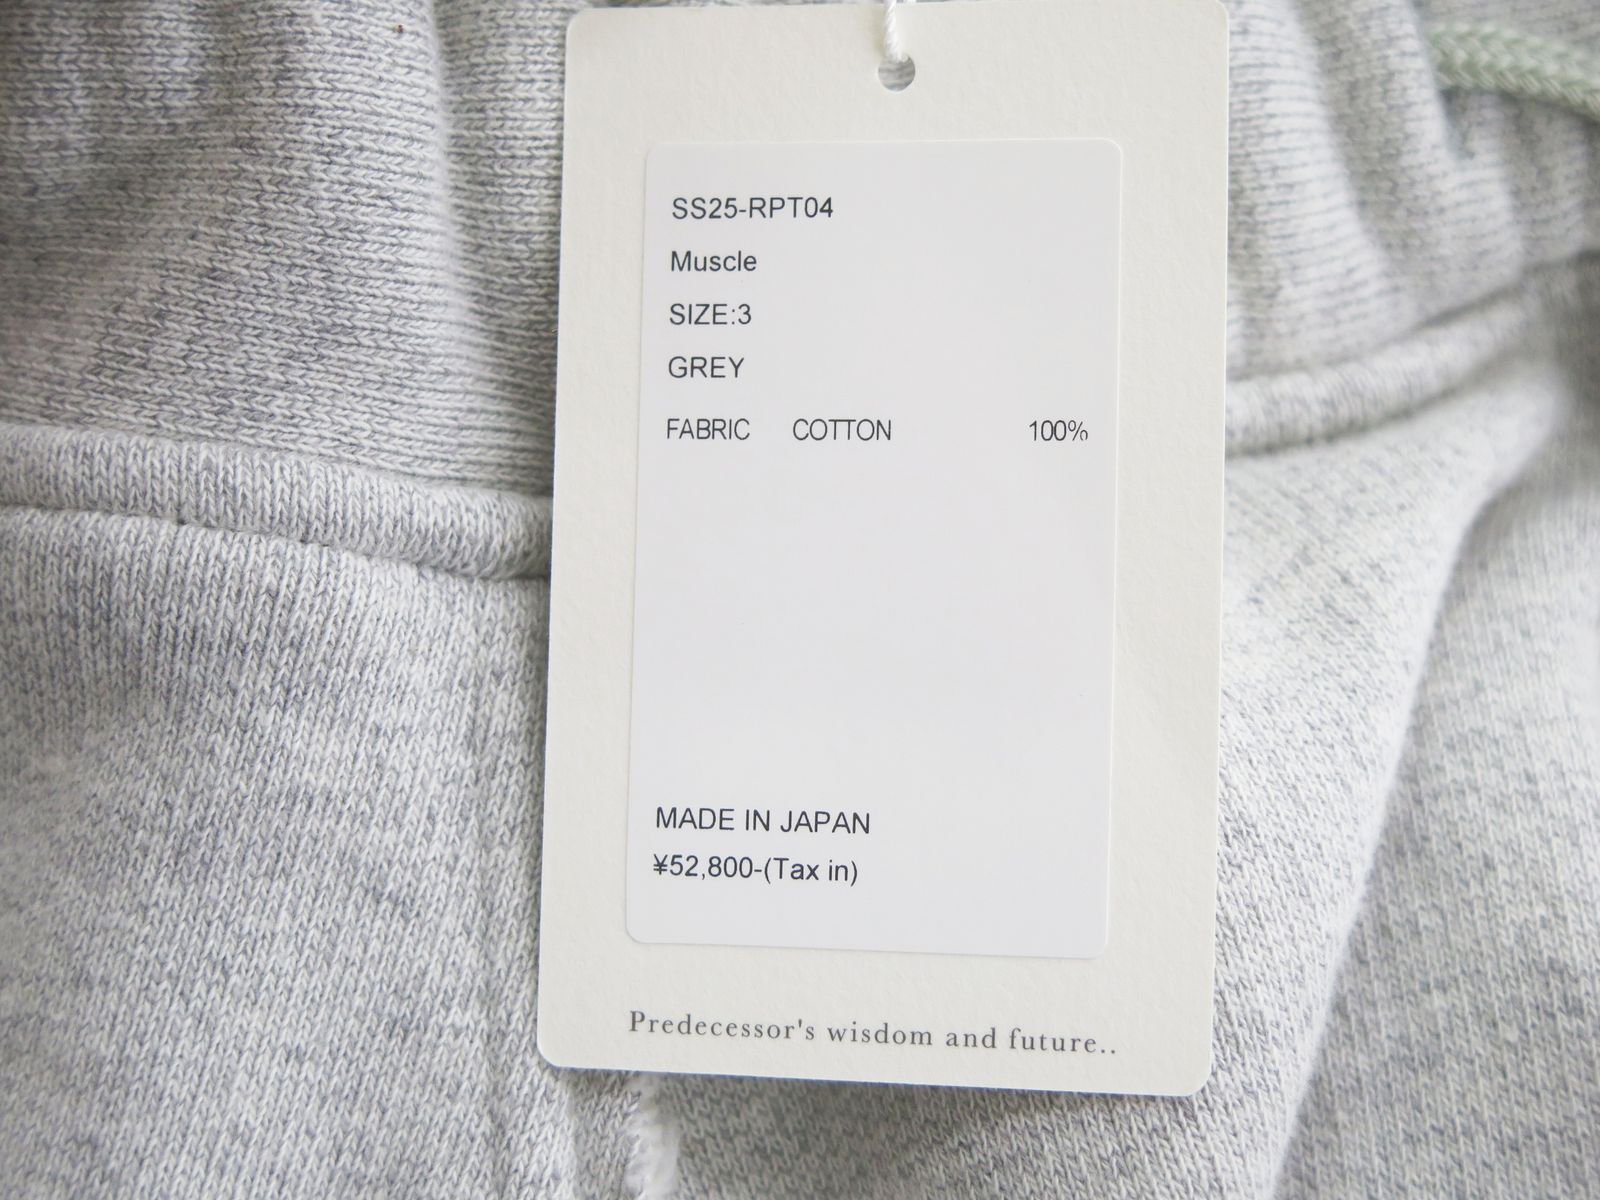 SS25-RPT04
Muscle
SIZE:3
GREY
FABRIC COTTON 100%
MADE IN JAPAN
¥52,800-(Tax in)
Predecessor's wisdom and future..